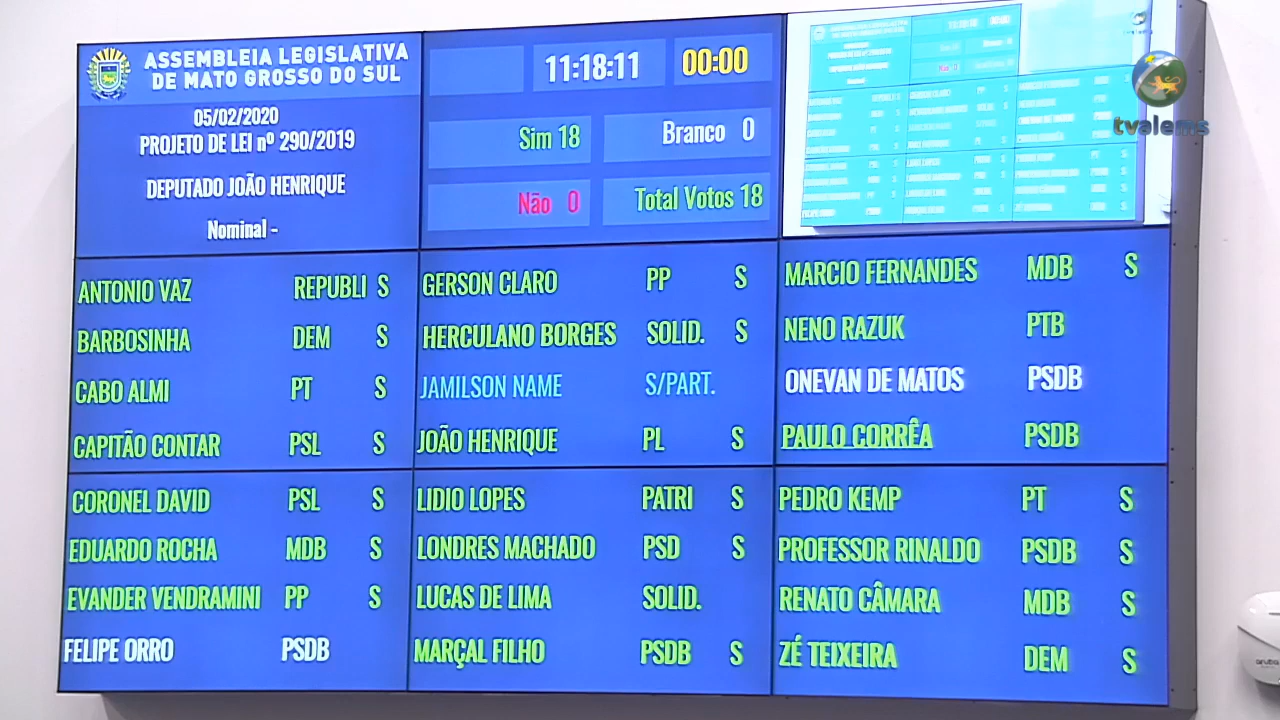 ASSEMBLEIA LEGISLATIVA
DE MATO GROSSO DO SUL
05/02/2020
PROJETO DE LEI nº 290/2019
DEPUTADO JOÃO HENRIQUE
Nominal -
11:18:11 00:00
Sim 18 Branco 0
Não 0 Total Votos 18
tvalems
ANTONIO VAZ REPUBLI S
BARBOSINHA DEM S
CABO ALMI PT S
CAPITÃO CONTAR PSL S
CORONEL DAVID PSL S
EDUARDO ROCHA MDB S
EVANDER VENDRAMINI PP S
FELIPE ORRO PSDB
GERSON CLARO PP S
HERCULANO BORGES SOLID. S
JAMILSON NAME S/PART.
JOÃO HENRIQUE PL S
LIDIO LOPES PATRI S
LONDRES MACHADO PSD S
LUCAS DE LIMA SOLID.
MARÇAL FILHO PSDB S
MARCIO FERNANDES MDB S
NENO RAZUK PTB
ONEVAN DE MATOS PSDB
PAULO CORRÊA PSDB
PEDRO KEMP PT S
PROFESSOR RINALDO PSDB S
RENATO CÂMARA MDB S
ZÉ TEIXEIRA DEM S